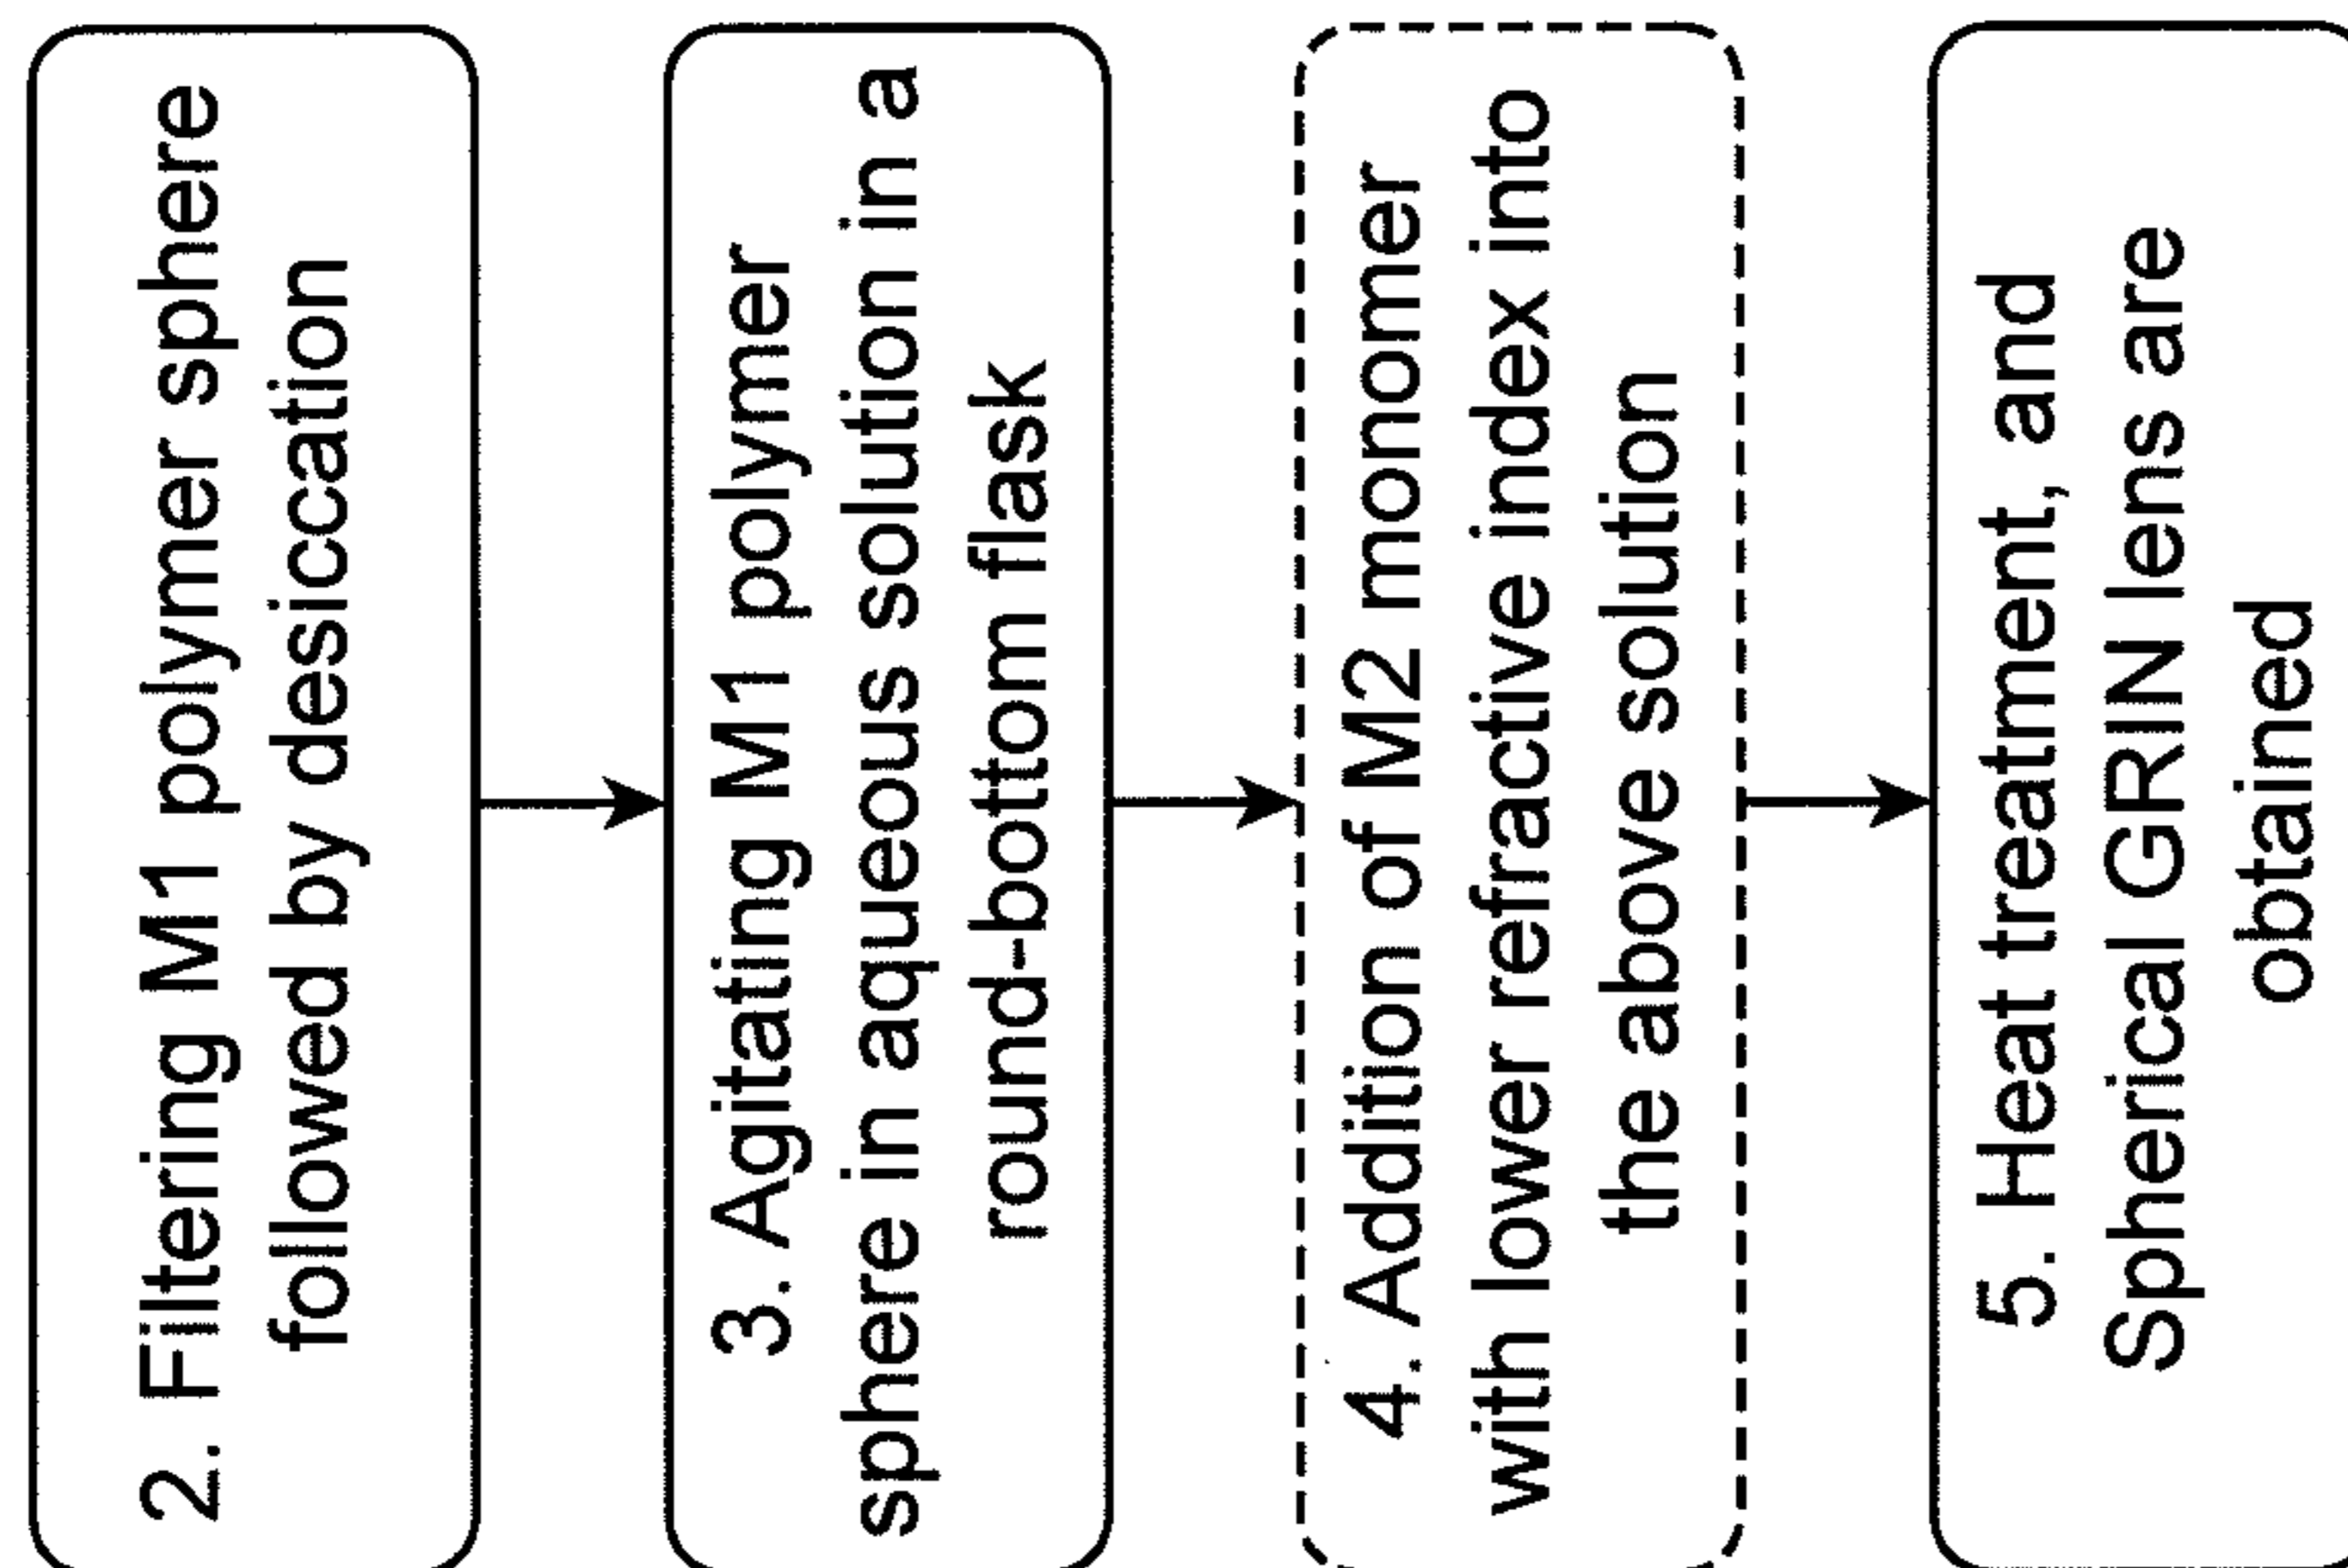 2. Filtering M1 polymer sphere
followed by desiccation
3. Agitating M1 polymer
sphere in aqueous solution in a
round-bottom flask
4. Addition of M2 monomer
with lower refractive index into
the above solution
5. Heat treatment, and
Spherical GRIN lens are
obtained